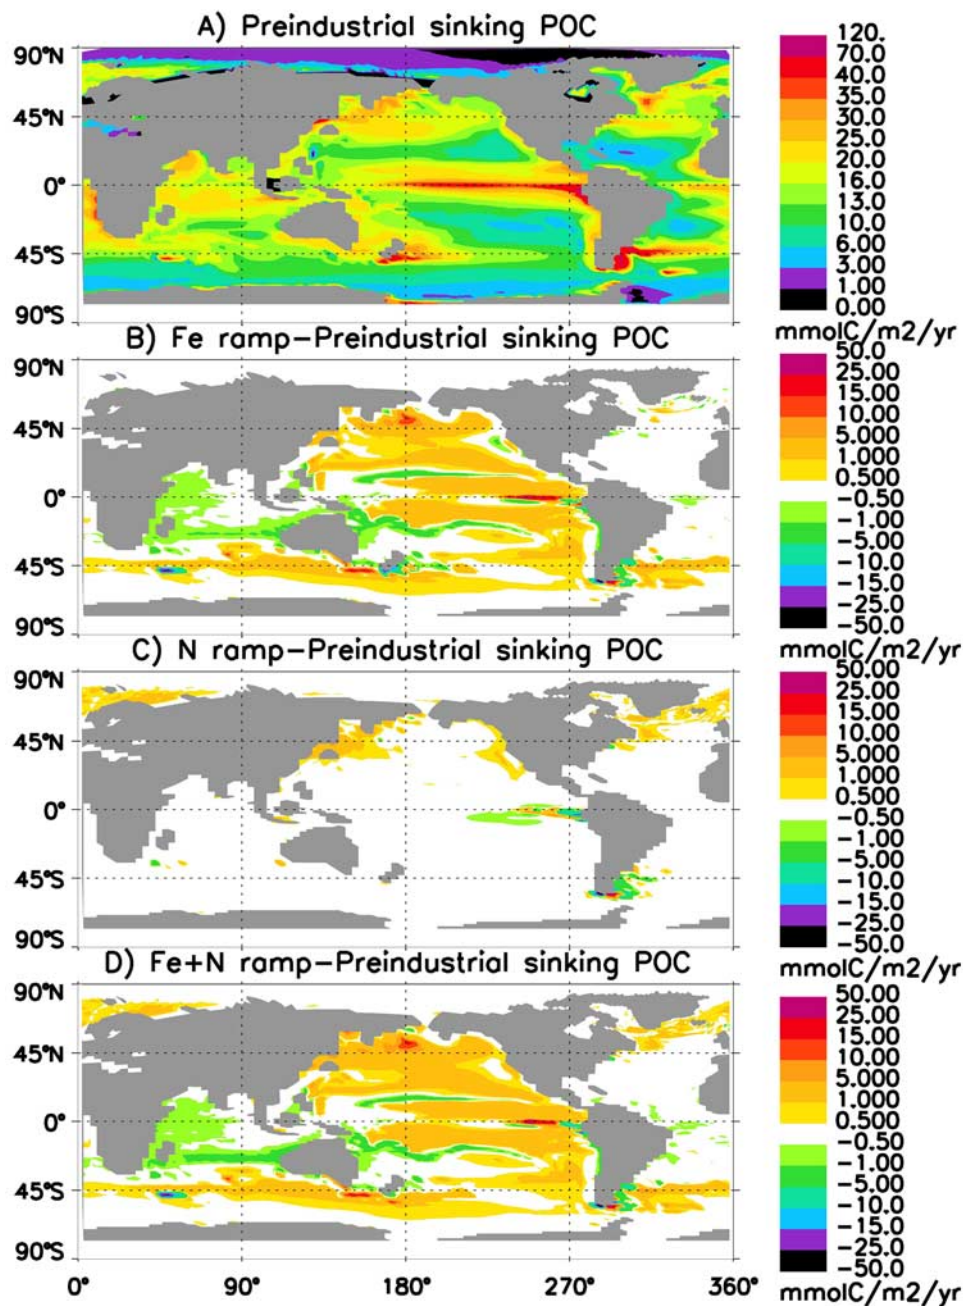 A) Preindustrial sinking POC
90°N
45°N
0°
45°S
90°S
120.
70.0
40.0
35.0
30.0
25.0
20.0
16.0
13.0
10.0
6.00
3.00
1.00
0.00
mmolC/m2/yr
B) Fe ramp-Preindustrial sinking POC
90°N
45°N
0°
45°S
90°S
50.0
25.00
15.00
10.00
5.000
1.000
0.500
-0.50
-1.00
-5.00
-10.0
-15.0
-25.0
-50.0
mmolC/m2/yr
C) N ramp-Preindustrial sinking POC
90°N
45°N
0°
45°S
90°S
50.00
25.00
15.00
10.00
5.000
1.000
0.500
-0.50
-1.00
-5.00
-10.0
-15.0
-25.0
-50.0
mmolC/m2/yr
D) Fe+N ramp-Preindustrial sinking POC
90°N
45°N
0°
45°S
90°S
50.00
25.00
15.00
10.00
5.000
1.000
0.500
-0.50
-1.00
-5.00
-10.0
-15.0
-25.0
-50.0
mmolC/m2/yr
0° 90° 180° 270° 360°